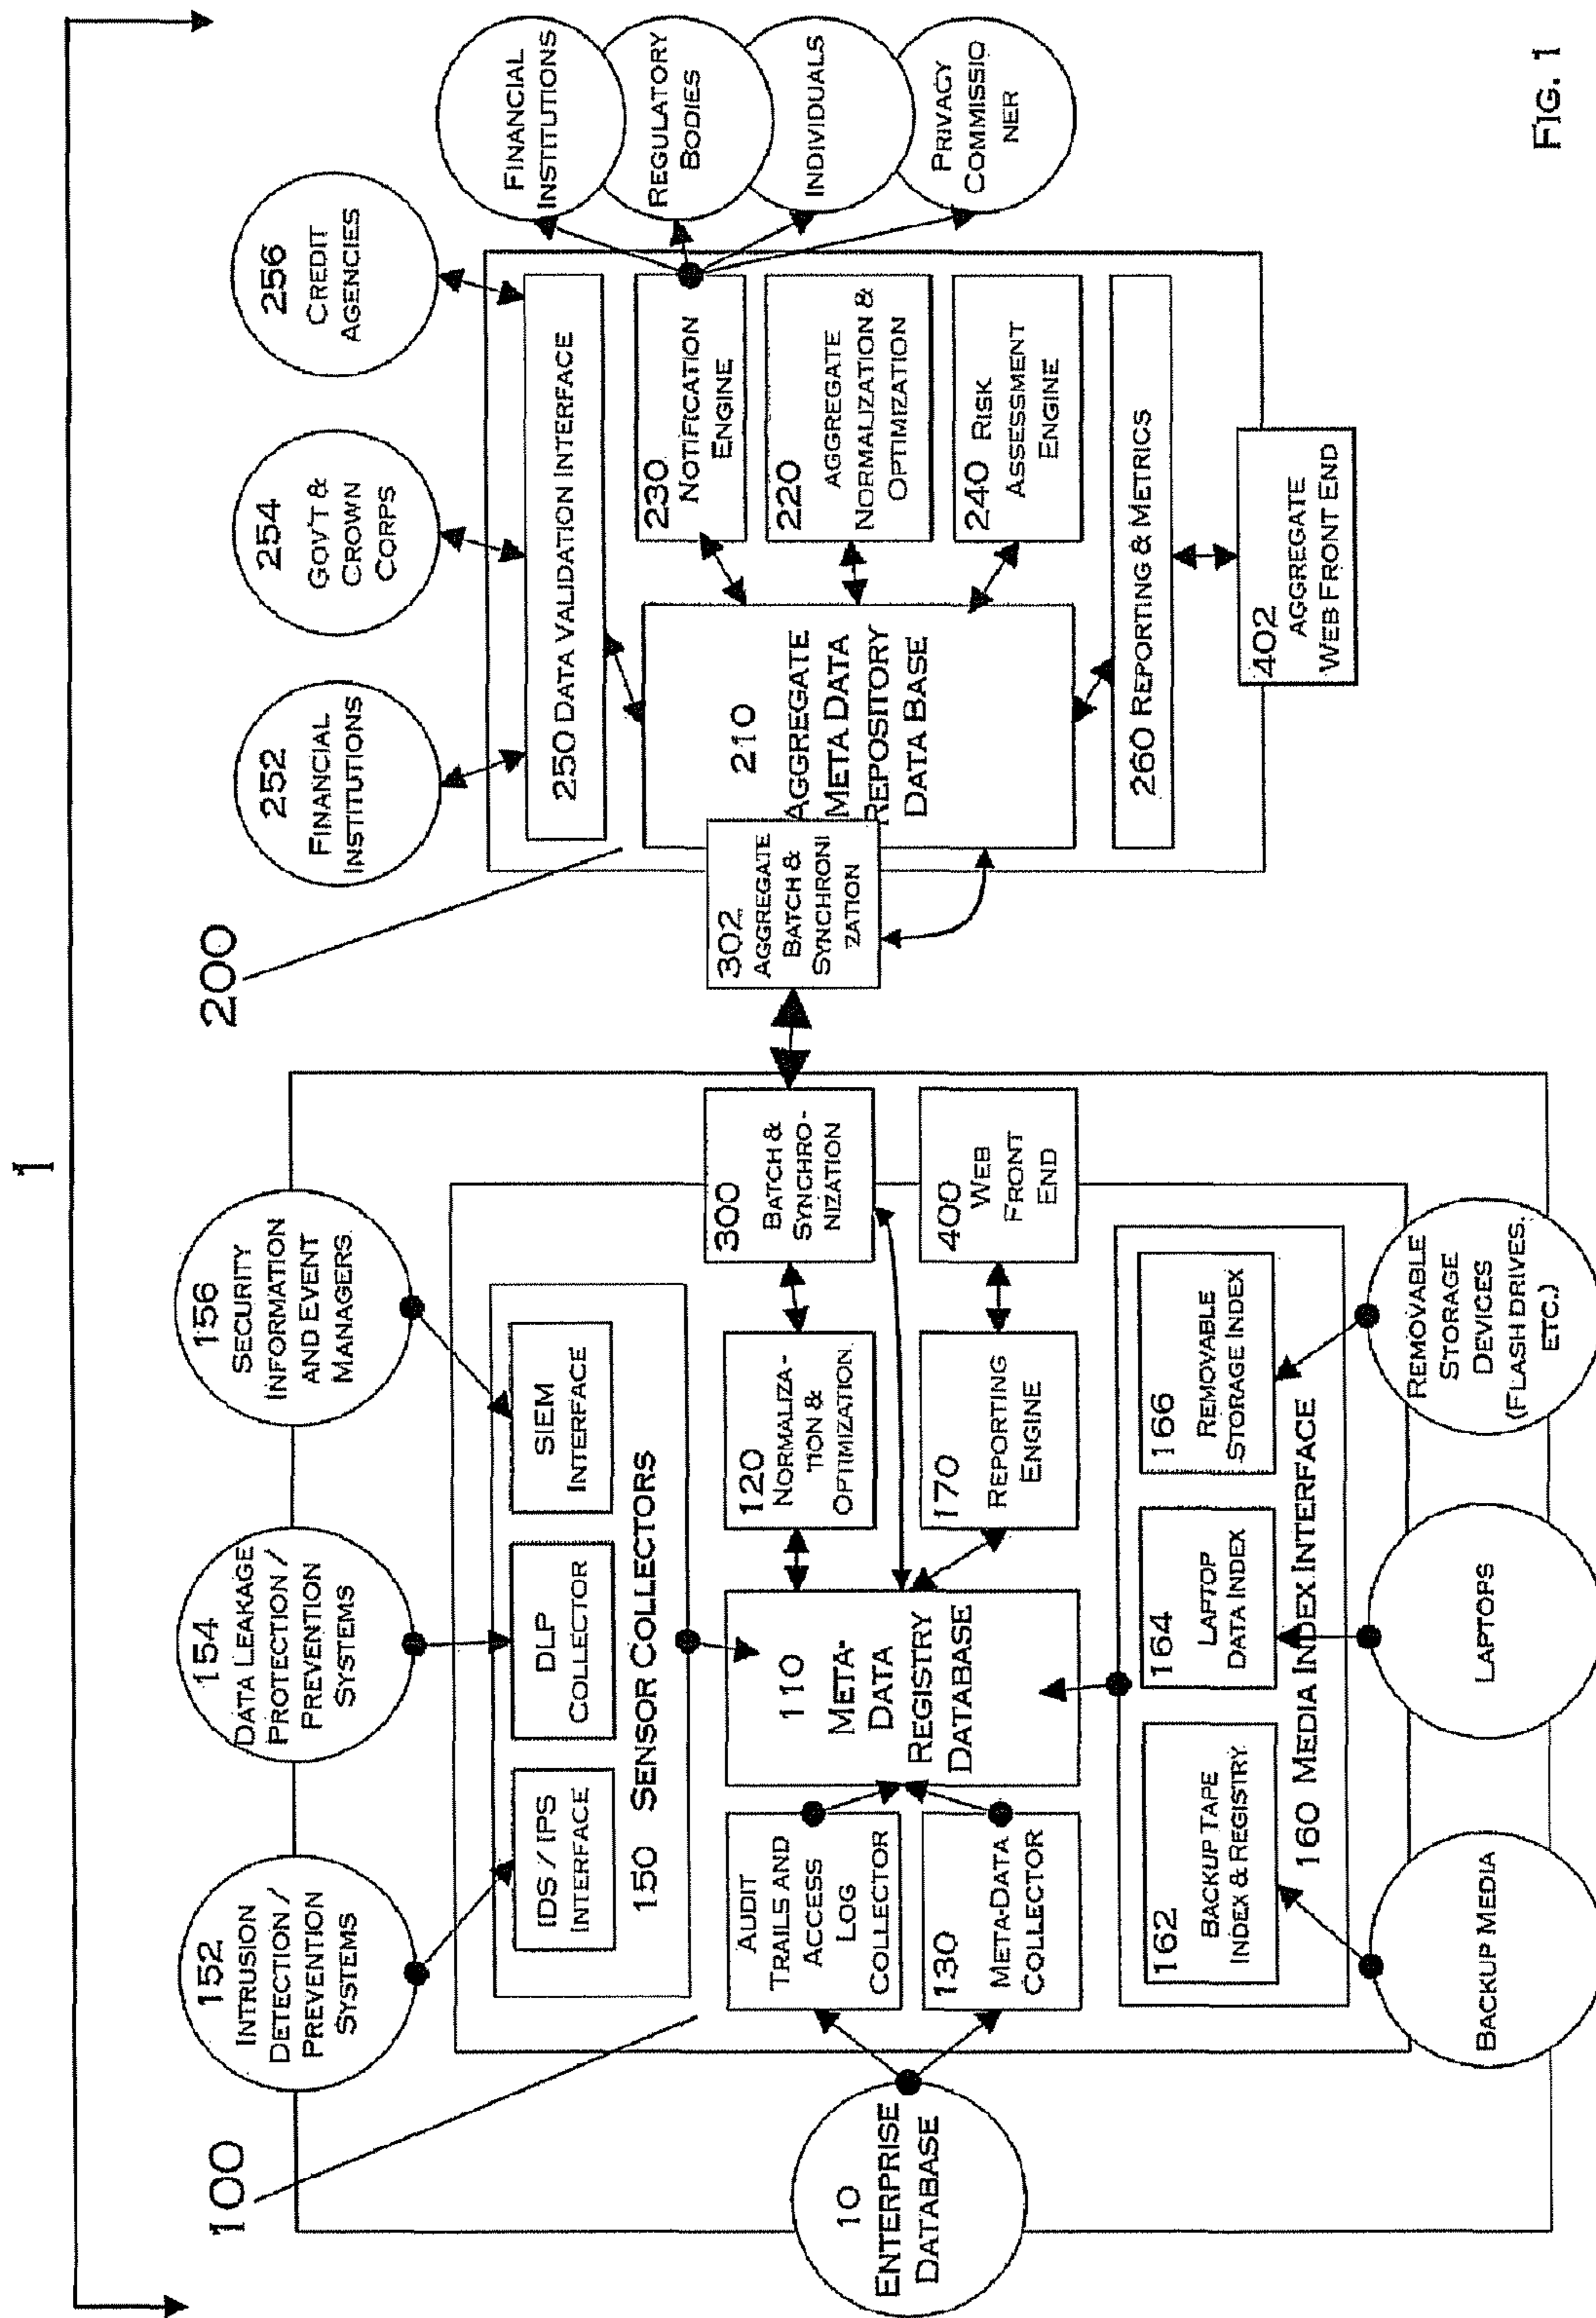 1
100
152
INTRUSION
DETECTION /
PREVENTION
SYSTEMS
154
DATA LEAKAGE
PROTECTION /
PREVENTION
SYSTEMS
156
SECURITY
INFORMATION
AND EVENT
MANAGERS.
IDS / IPS
INTERFACE
DLP
COLLECTOR
SIEM
INTERFACE
150 SENSOR COLLECTORS
10
ENTERPRISE
DATABASE
AUDIT
TRAILS AND
ACCESS
LOG
COLLECTOR
130
META-DATA
COLLECTOR
110
META-
DATA
REGISTRY
DATABASE
120
NORMALIZA-
TION &
OPTIMIZATION.
170
REPORTING
ENGINE
300
BATCH &
SYNCHRO-
NIZATION
400
WEB
FRONT
END
162
BACKUP TAPE
INDEX & REGISTRY.
164
LAPTOP
DATA INDEX
166
REMOVABLE
STORAGE INDEX
160 MEDIA INDEX INTERFACE
BACKUP MEDIA
LAPTOPS
REMOVABLE
STORAGE
DEVICES
(FLASH DRIVES.
ETC.)
200
252
FINANCIAL
INSTITUTIONS
254
GOV'T &
CROWN
CORPS
256
CREDIT
AGENCIES
250 DATA VALIDATION INTERFACE
302
AGGREGATE
BATCH &
SYNCHRONI
ZATION
210
AGGREGATE
META DATA
REPOSITORY
DATA BASE
230
NOTIFICATION
ENGINE
220
AGGREGATE
NORMALIZATION &
OPTIMIZATION
240 RISK
ASSESSMENT
ENGINE
260 REPORTING & METRICS
402
AGGREGATE
WEB FRONT END
FINANCIAL
INSTITUTIONS
REGULATORY
BODIES
INDIVIDUALS
PRIVACY
COMMISSIO
NER
FIG. 1